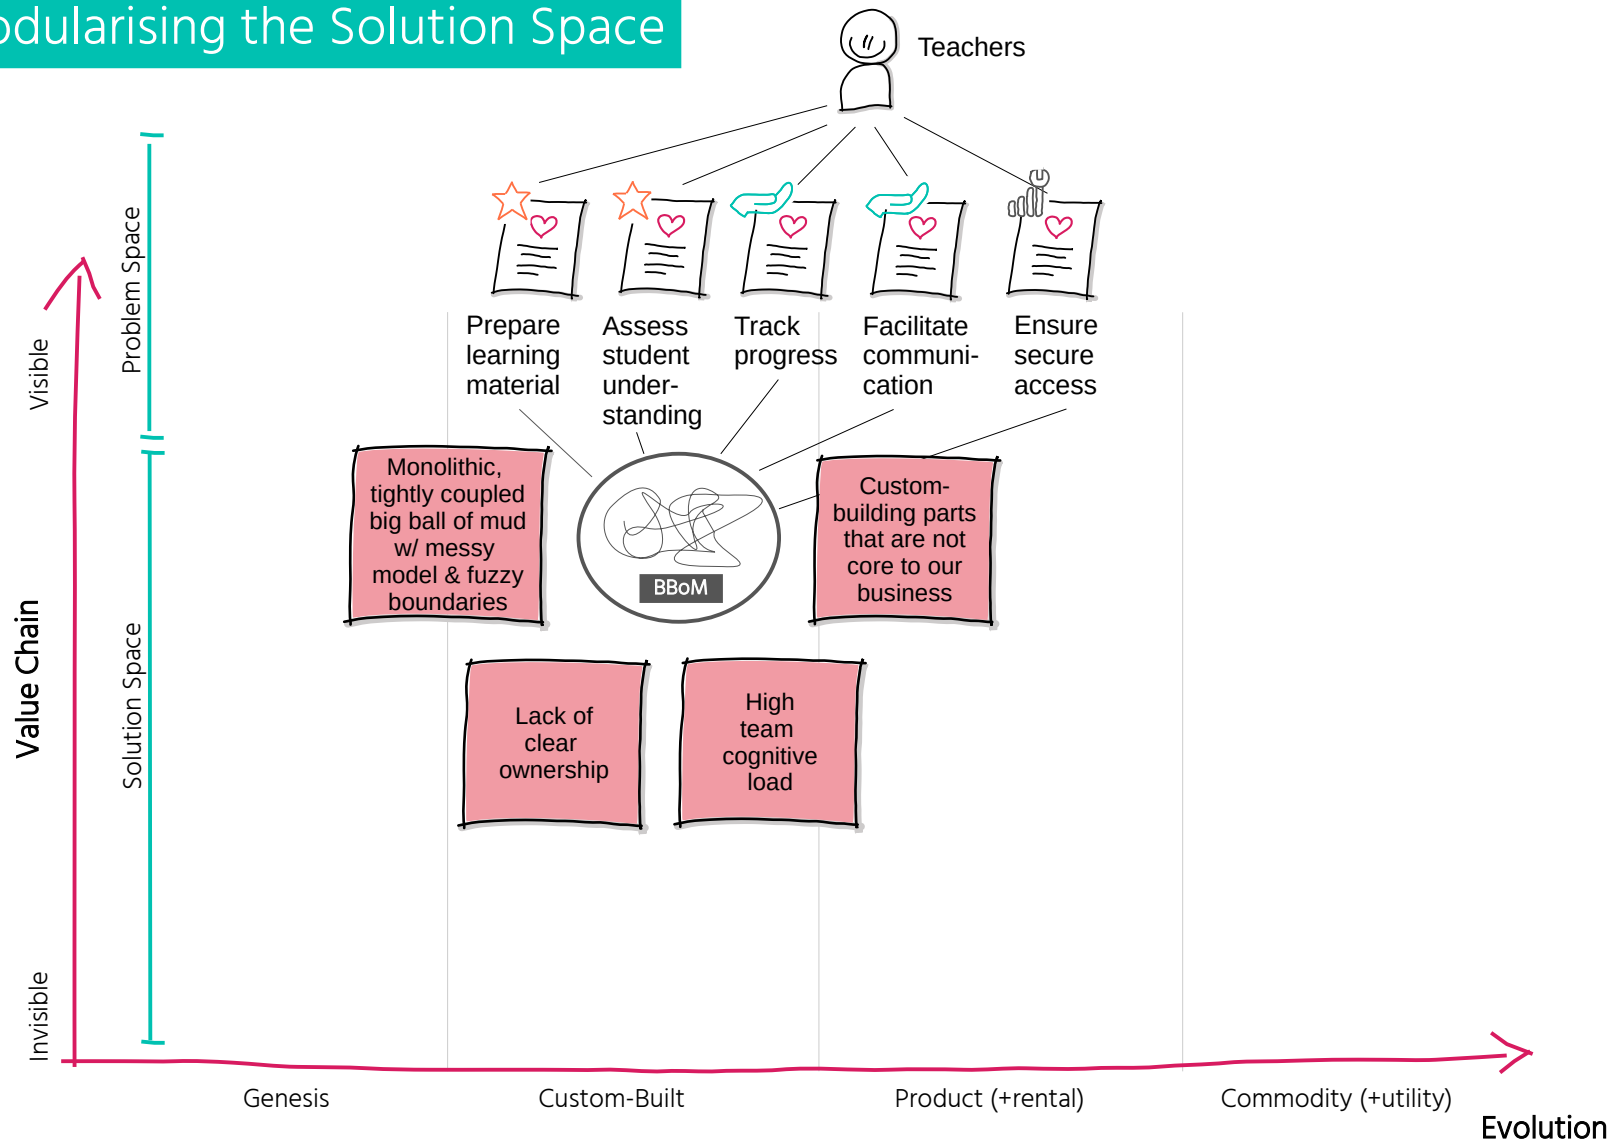 odularising the Solution Space
Teachers
Problem Space
Visible
Prepare
learning
material
Assess
student
under-
standing
Track
progress
Facilitate
communi-
cation
Ensure
secure
access
Monolithic,
tightly coupled
big ball of mud
w/ messy
model & fuzzy
boundaries
BBoM
Custom-
building parts
that are not
core to our
business
Value Chain
Solution Space
Lack of
clear
ownership
High
team
cognitive
load
Invisible
Genesis
Custom-Built
Product (+rental)
Commodity (+utility)
Evolution